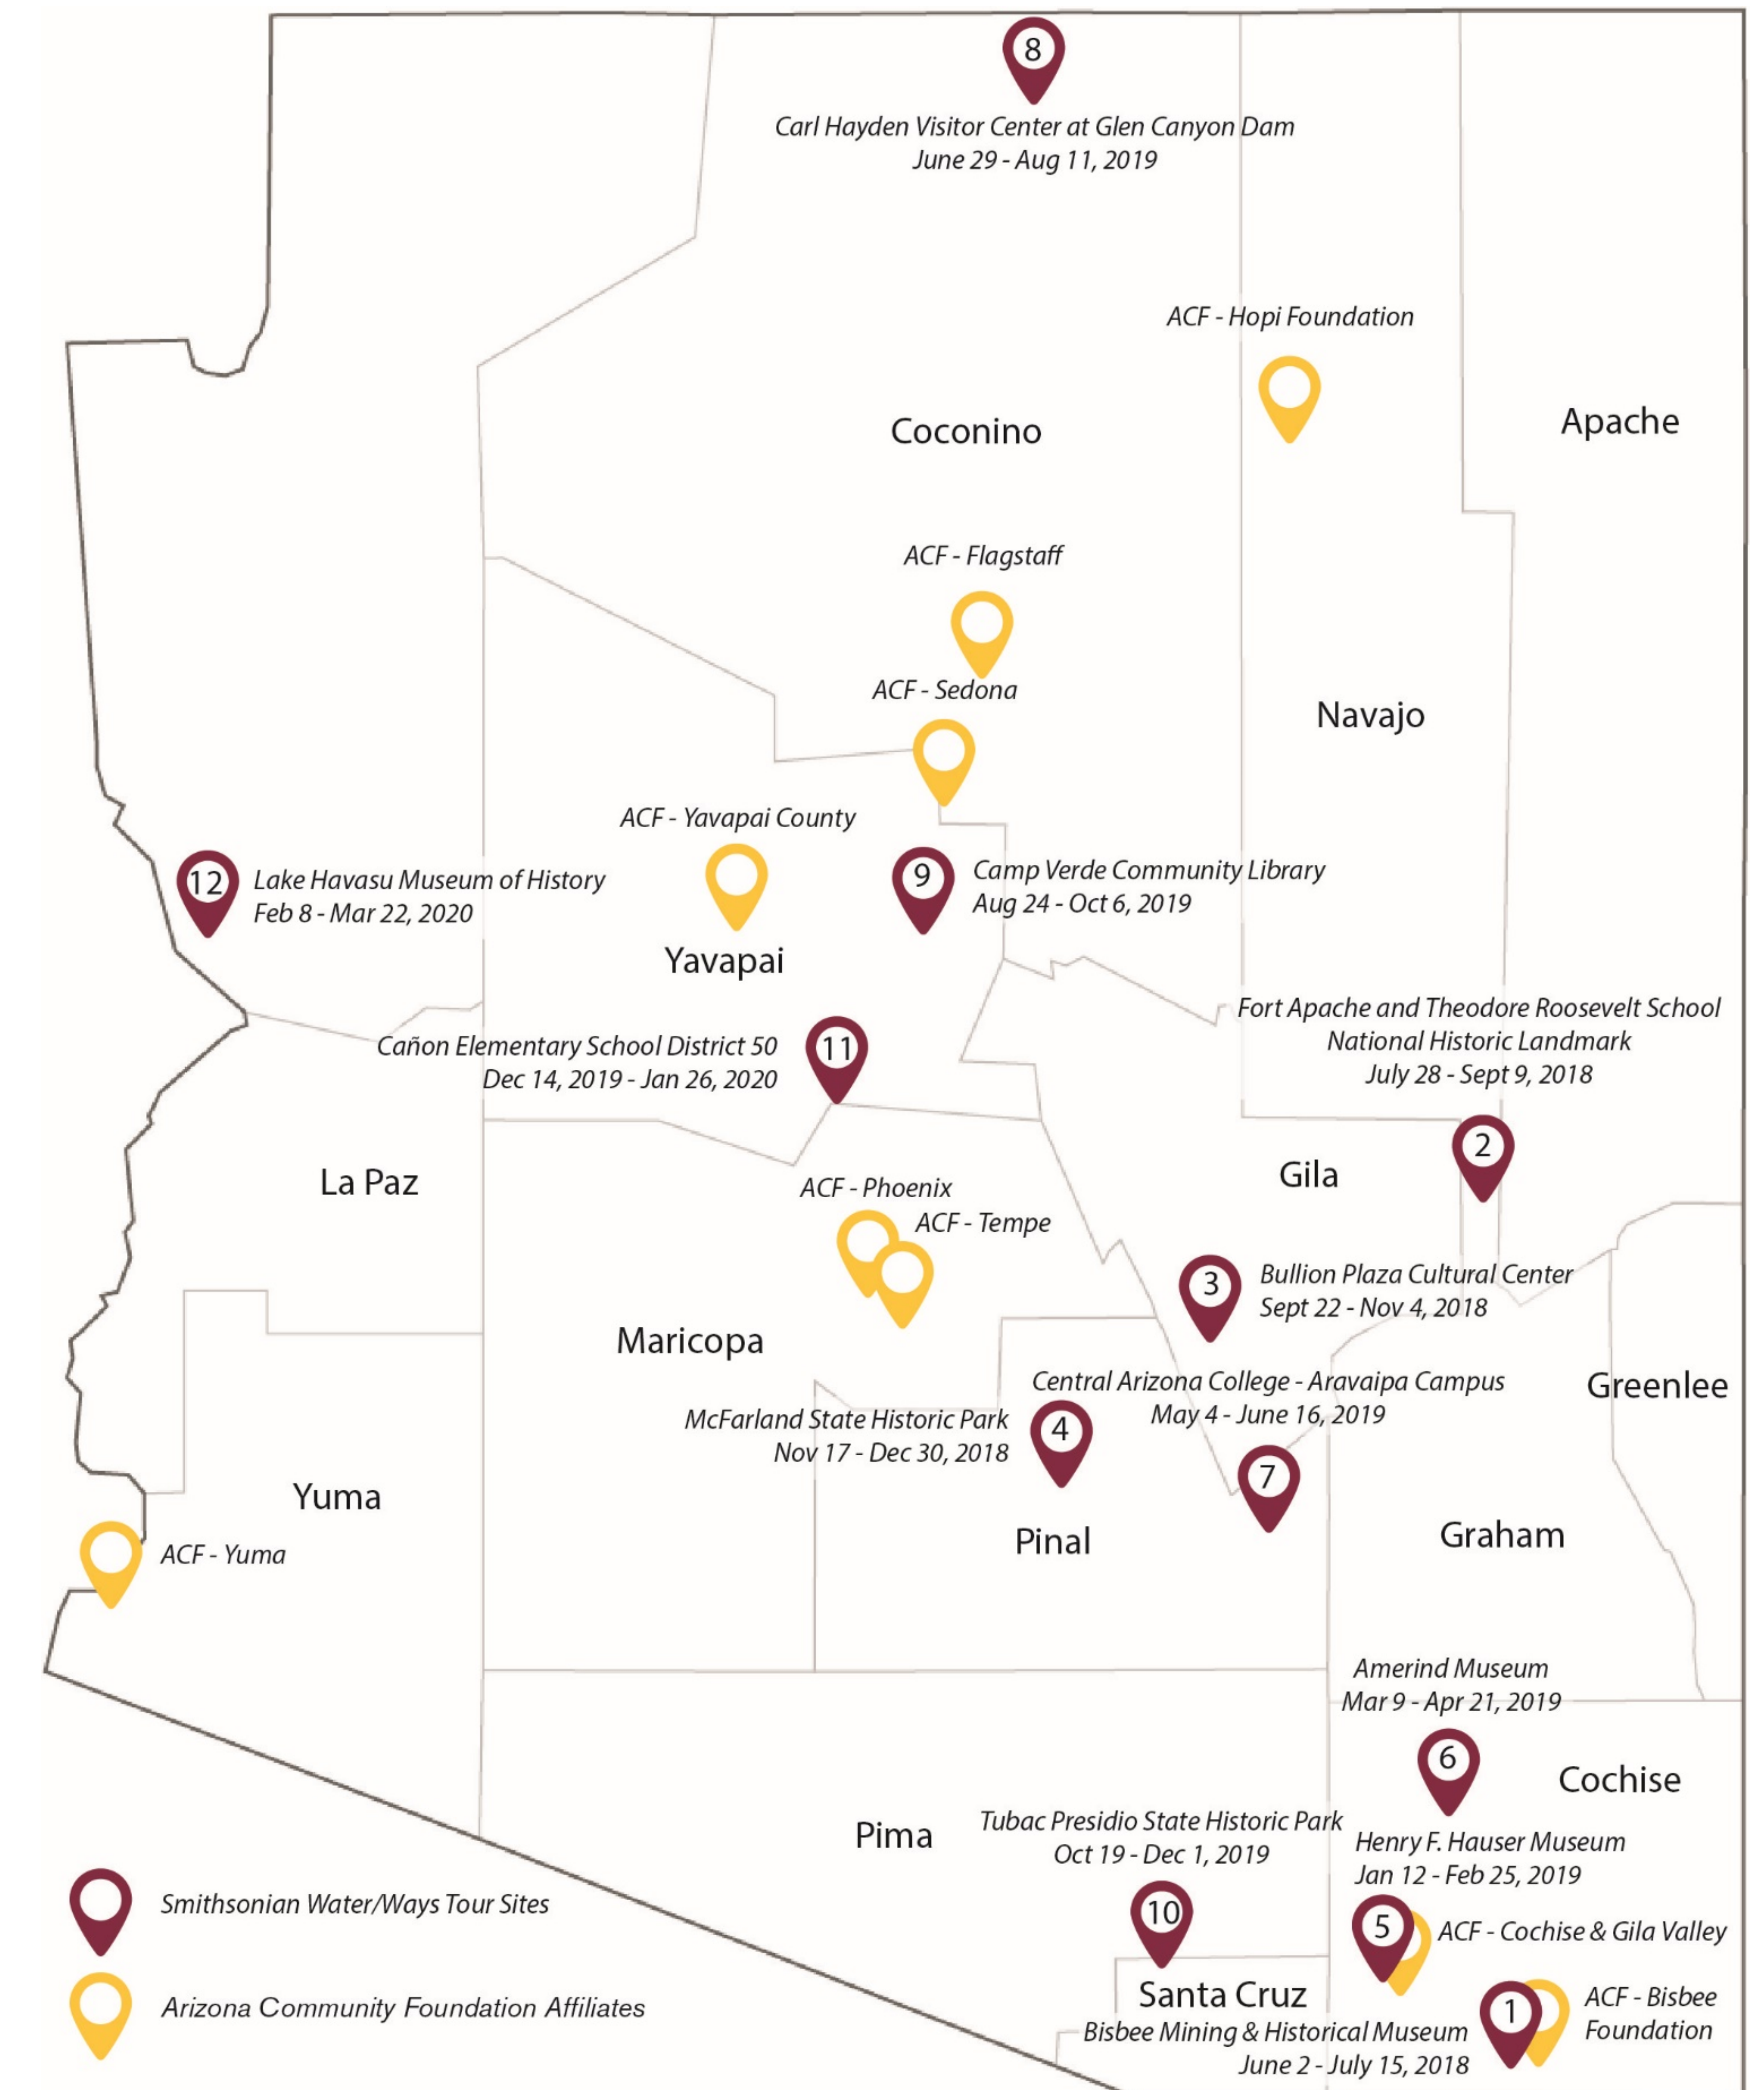 8
Carl Hayden Visitor Center at Glen Canyon Dam
June 29 - Aug 11, 2019
ACF - Hopi Foundation
Coconino
Apache
ACF - Flagstaff
ACF - Sedona
Navajo
ACF - Yavapai County
12
Lake Havasu Museum of History
Feb 8 - Mar 22, 2020
9
Camp Verde Community Library
Aug 24 - Oct 6, 2019
Yavapai
Fort Apache and Theodore Roosevelt School
National Historic Landmark
July 28 - Sept 9, 2018
Cañon Elementary School District 50
Dec 14, 2019 - Jan 26, 2020
11
2
La Paz
Gila
ACF - Phoenix
ACF - Tempe
3
Bullion Plaza Cultural Center
Sept 22 - Nov 4, 2018
Maricopa
Central Arizona College - Aravaipa Campus
May 4 - June 16, 2019
Greenlee
McFarland State Historic Park
Nov 17 - Dec 30, 2018
4
7
Yuma
Pinal
Graham
ACF - Yuma
Amerind Museum
Mar 9 - Apr 21, 2019
6
Cochise
Pima
Tubac Presidio State Historic Park
Oct 19 - Dec 1, 2019
Henry F. Hauser Museum
Jan 12 - Feb 25, 2019
Smithsonian Water/Ways Tour Sites
10
5
ACF - Cochise & Gila Valley
Santa Cruz
Arizona Community Foundation Affiliates
Bisbee Mining & Historical Museum
June 2 - July 15, 2018
1
ACF - Bisbee
Foundation